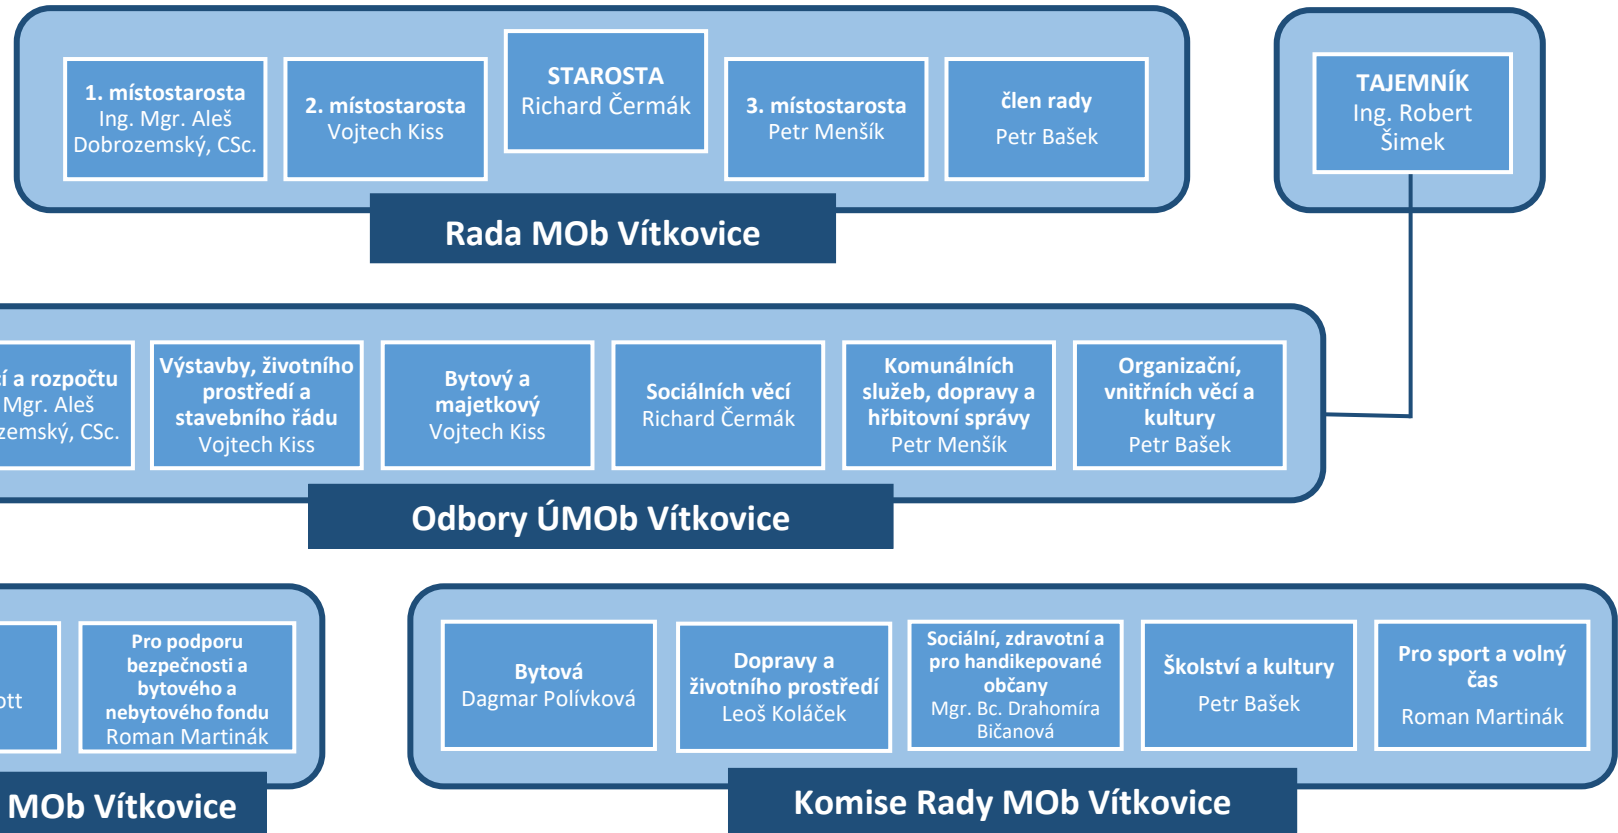 1. místostarosta
Ing. Mgr. Aleš
Dobrozemský, CSc.
2. místostarosta
Vojtech Kiss
STAROSTA
Richard Čermák
3. místostarosta
Petr Menšík
člen rady
Petr Bašek
TAJEMNÍK
Ing. Robert
Šimek
Rada MOb Vítkovice
cí a rozpočtu
Mgr. Aleš
zemský, CSc.
Výstavby, životního
prostředí a
stavebního řádu
Vojtech Kiss
Bytový a
majetkový
Vojtech Kiss
Sociálních věcí
Richard Čermák
Komunálních
služeb, dopravy a
hřbitovní správy
Petr Menšík
Organizační,
vnitřních věcí a
kultury
Petr Bašek
Odbory ÚMOb Vítkovice
ott
Pro podporu
bezpečnosti a
bytového a
nebytového fondu
Roman Martinák
MOb Vítkovice
Bytová
Dagmar Polívková
Dopravy a
životního prostředí
Leoš Koláček
Sociální, zdravotní a
pro handikepované
občany
Mgr. Bc. Drahomíra
Bičanová
Školství a kultury
Petr Bašek
Pro sport a volný
čas
Roman Martinák
Komise Rady MOb Vítkovice